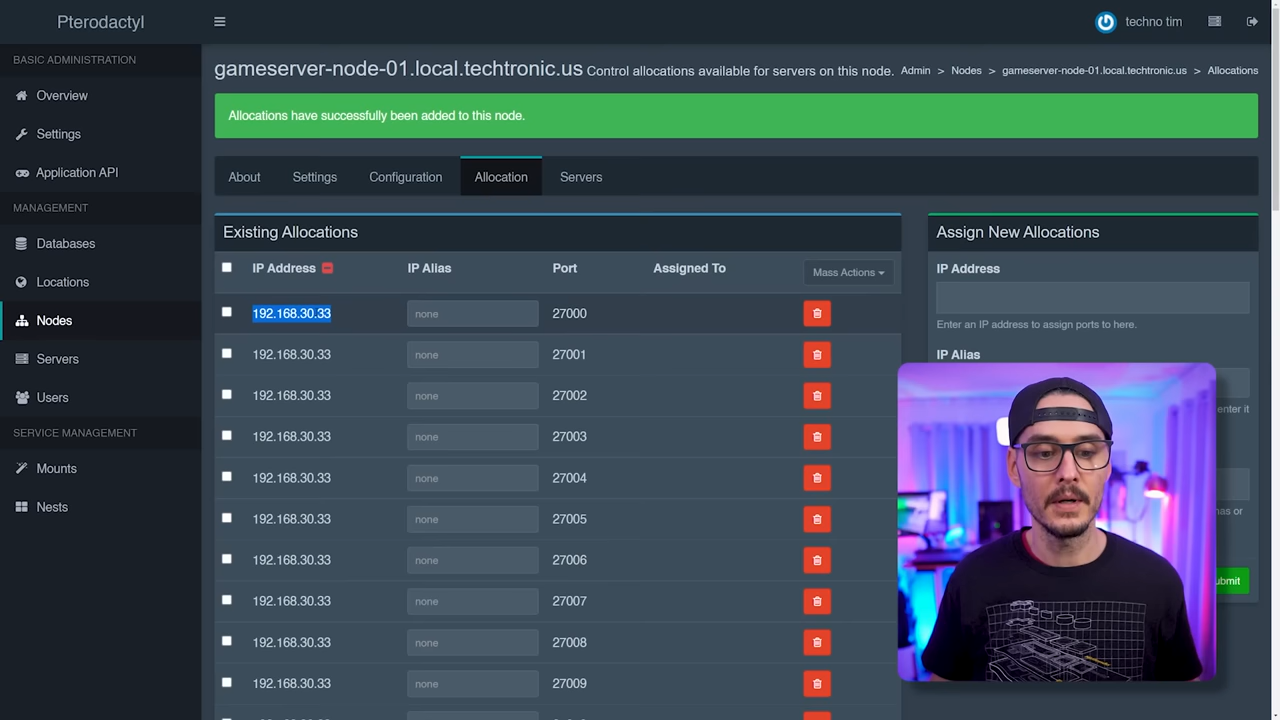 Pterodactyl
techno tim
BASIC ADMINISTRATION
Overview
Settings
Application API
MANAGEMENT
Databases
Locations
Nodes
Servers
Users
SERVICE MANAGEMENT
Mounts
Nests
gameserver-node-01.local.techtronic.us Control allocations available for servers on this node.
Admin > Nodes > gameserver-node-01.local.techtronic.us > Allocations
Allocations have successfully been added to this node.
About Settings Configuration Allocation Servers
Existing Allocations
IP Address IP Alias Port Assigned To Mass Actions
192.168.30.33 none 27000
192.168.30.33 none 27001
192.168.30.33 none 27002
192.168.30.33 none 27003
192.168.30.33 none 27004
192.168.30.33 none 27005
192.168.30.33 none 27006
192.168.30.33 none 27007
192.168.30.33 none 27008
192.168.30.33 none 27009
Assign New Allocations
IP Address
Enter an IP address to assign ports to here.
IP Alias
enter it
or